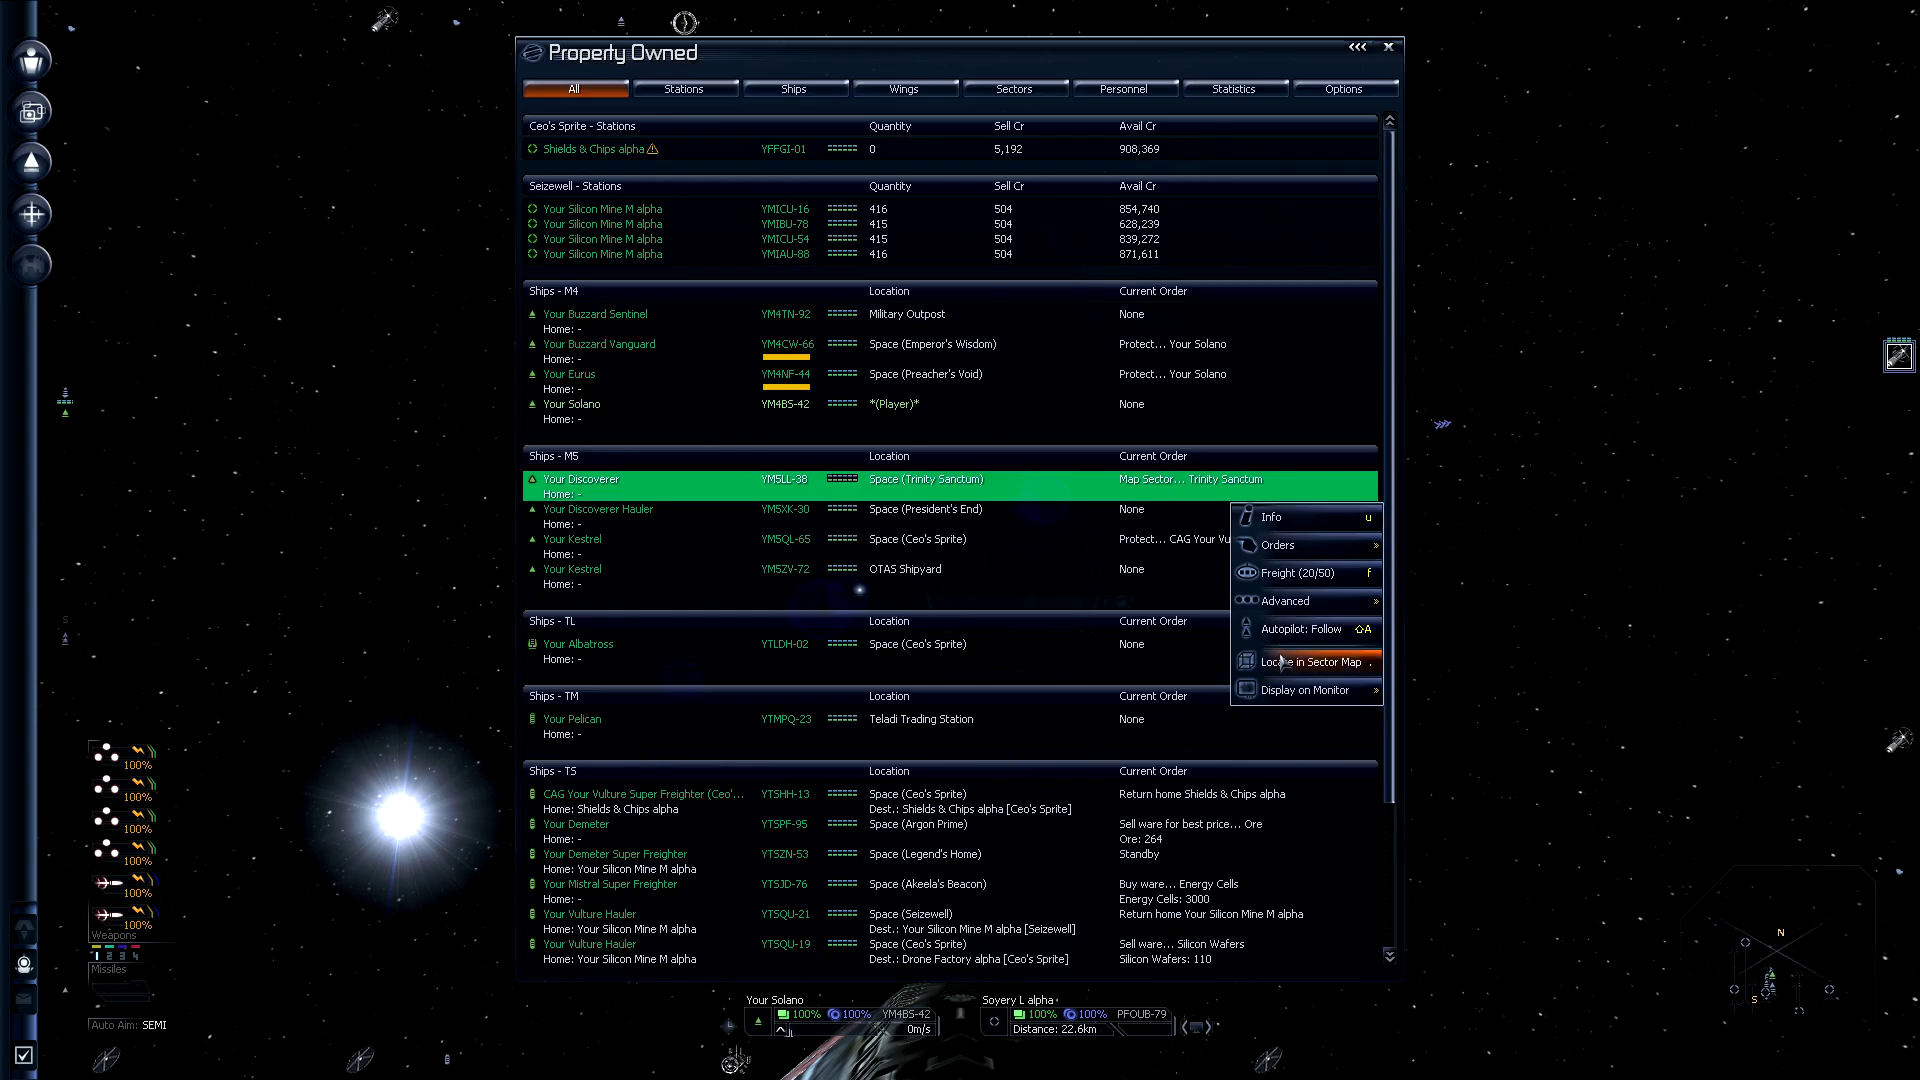 Property Owned
All Stations Ships Wings Sectors Personnel Statistics Options
Ceo's Sprite - Stations Quantity Sell Cr Avail Cr
Shields & Chips alpha YFFGI-01 0 5,192 908,369
Seizewell - Stations Quantity Sell Cr Avail Cr
Your Silicon Mine M alpha YMICU-16 416 504 854,740
Your Silicon Mine M alpha YMIBU-78 415 504 628,239
Your Silicon Mine M alpha YMICU-54 415 504 839,272
Your Silicon Mine M alpha YMIAU-88 416 504 871,611
Ships - M4 Location Current Order
Your Buzzard Sentinel YM4TN-92 Military Outpost None
Home: -
Your Buzzard Vanguard YM4CW-66 Space (Emperor's Wisdom) Protect... Your Solano
Home: -
Your Eurus YM4NF-44 Space (Preacher's Void) Protect... Your Solano
Home: -
Your Solano YM4BS-42 *(Player)* None
Home: -
Ships - M5 Location Current Order
Your Discoverer YM5LL-38 Space (Trinity Sanctum) Map Sector... Trinity Sanctum
Home: -
Your Discoverer Hauler YM5XK-30 Space (President's End) None
Home: -
Your Kestrel YM5QL-65 Space (Ceo's Sprite) Protect... CAG Your Vu
Home: -
Your Kestrel YM5ZV-72 OTAS Shipyard None
Home: -
Info u
Orders »
Freight (20/50) f
Advanced »
Autopilot: Follow ⇧A
Locate in Sector Map .
Display on Monitor »
Ships - TL Location Current Order
Your Albatross YTLDH-02 Space (Ceo's Sprite) None
Home: -
Ships - TM Location Current Order
Your Pelican YTMPQ-23 Teladi Trading Station None
Home: -
Ships - TS Location Current Order
CAG Your Vulture Super Freighter (Ceo'... YTSHH-13 Space (Ceo's Sprite) Return home Shields & Chips alpha
Home: Shields & Chips alpha Dest.: Shields & Chips alpha [Ceo's Sprite]
Your Demeter YTSPF-95 Space (Argon Prime) Sell ware for best price... Ore
Home: - Ore: 264
Your Demeter Super Freighter YTSZN-53 Space (Legend's Home) Standby
Home: Your Silicon Mine M alpha
Your Mistral Super Freighter YTSJD-76 Space (Akeela's Beacon) Buy ware... Energy Cells
Home: - Energy Cells: 3000
Your Vulture Hauler YTSQU-21 Space (Seizewell) Return home Your Silicon Mine M alpha
Home: Your Silicon Mine M alpha Dest.: Your Silicon Mine M alpha [Seizewell]
Your Vulture Hauler YTSQU-19 Space (Ceo's Sprite) Sell ware... Silicon Wafers
Home: Your Silicon Mine M alpha Dest.: Drone Factory alpha [Ceo's Sprite] Silicon Wafers: 110
S
100%
100%
100%
100%
100%
100%
Weapons
1 2 3 4
Missiles
Auto Aim: SEMI
Your Solano
100% 100% YM4BS-42
0m/s
Soyery L alpha
100% 100% PFOUB-79
Distance: 22.6km
N
S